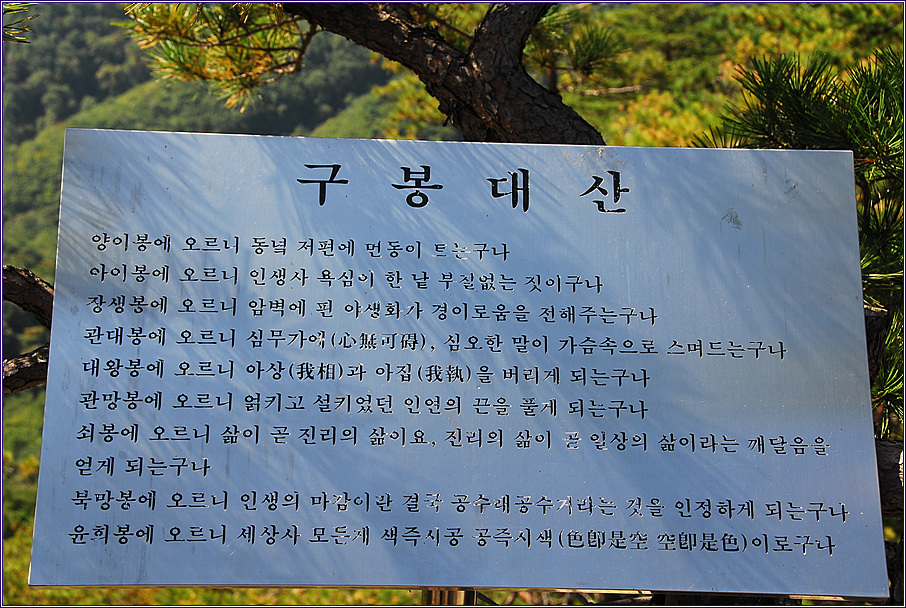 구봉대산
양이봉에 오르니 동녘 저편에 먼동이 트는구나
아이봉에 오르니 인생사 욕심이 한 낱 부질없는 짓이구나
장생봉에 오르니 암벽에 핀 야생화가 경이로움을 전해주는구나
관대봉에 오르니 심무가애(心無可碍), 심오한 말이 가슴속으로 스며드는구나
대왕봉에 오르니 아상(我相)과 아집(我執)을 버리게 되는구나
관망봉에 오르니 얽키고 설키었던 인연의 끈을 풀게 되는구나
쇠봉에 오르니 삶이 곧 진리의 삶이요, 진리의 삶이 곧 일상의 삶이라는 깨달음을
얻게 되는구나
북망봉에 오르니 인생의 마감이란 결국 공수래공수거라는 것을 인정하게 되는구나
윤회봉에 오르니 세상사 모든게 색즉시공 공즉시색(色卽是空 空卽是色)이로구나